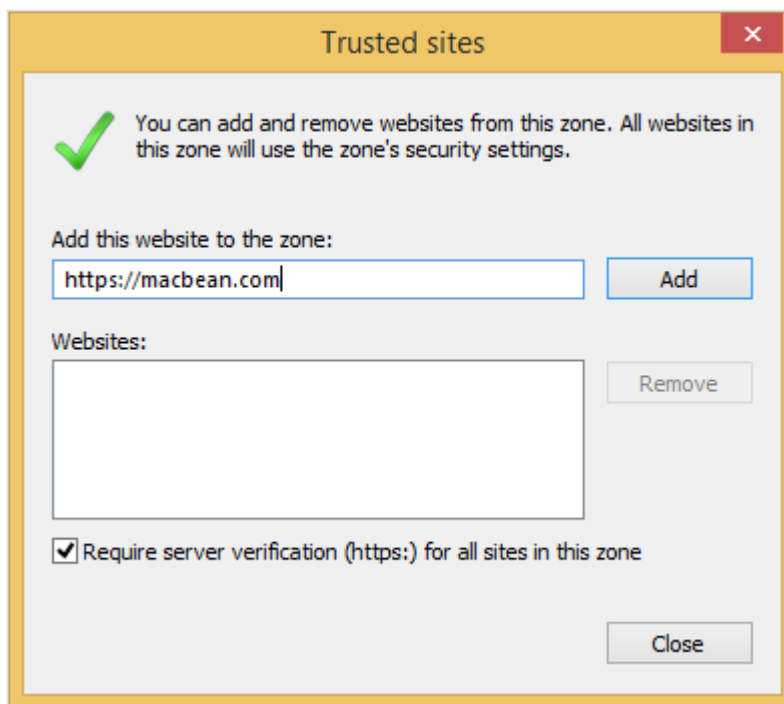 Trusted sites
You can add and remove websites from this zone. All websites in
this zone will use the zone's security settings.
Add this website to the zone:
https://macbean.com
Add
Websites:
Remove
Require server verification (https:) for all sites in this zone
Close